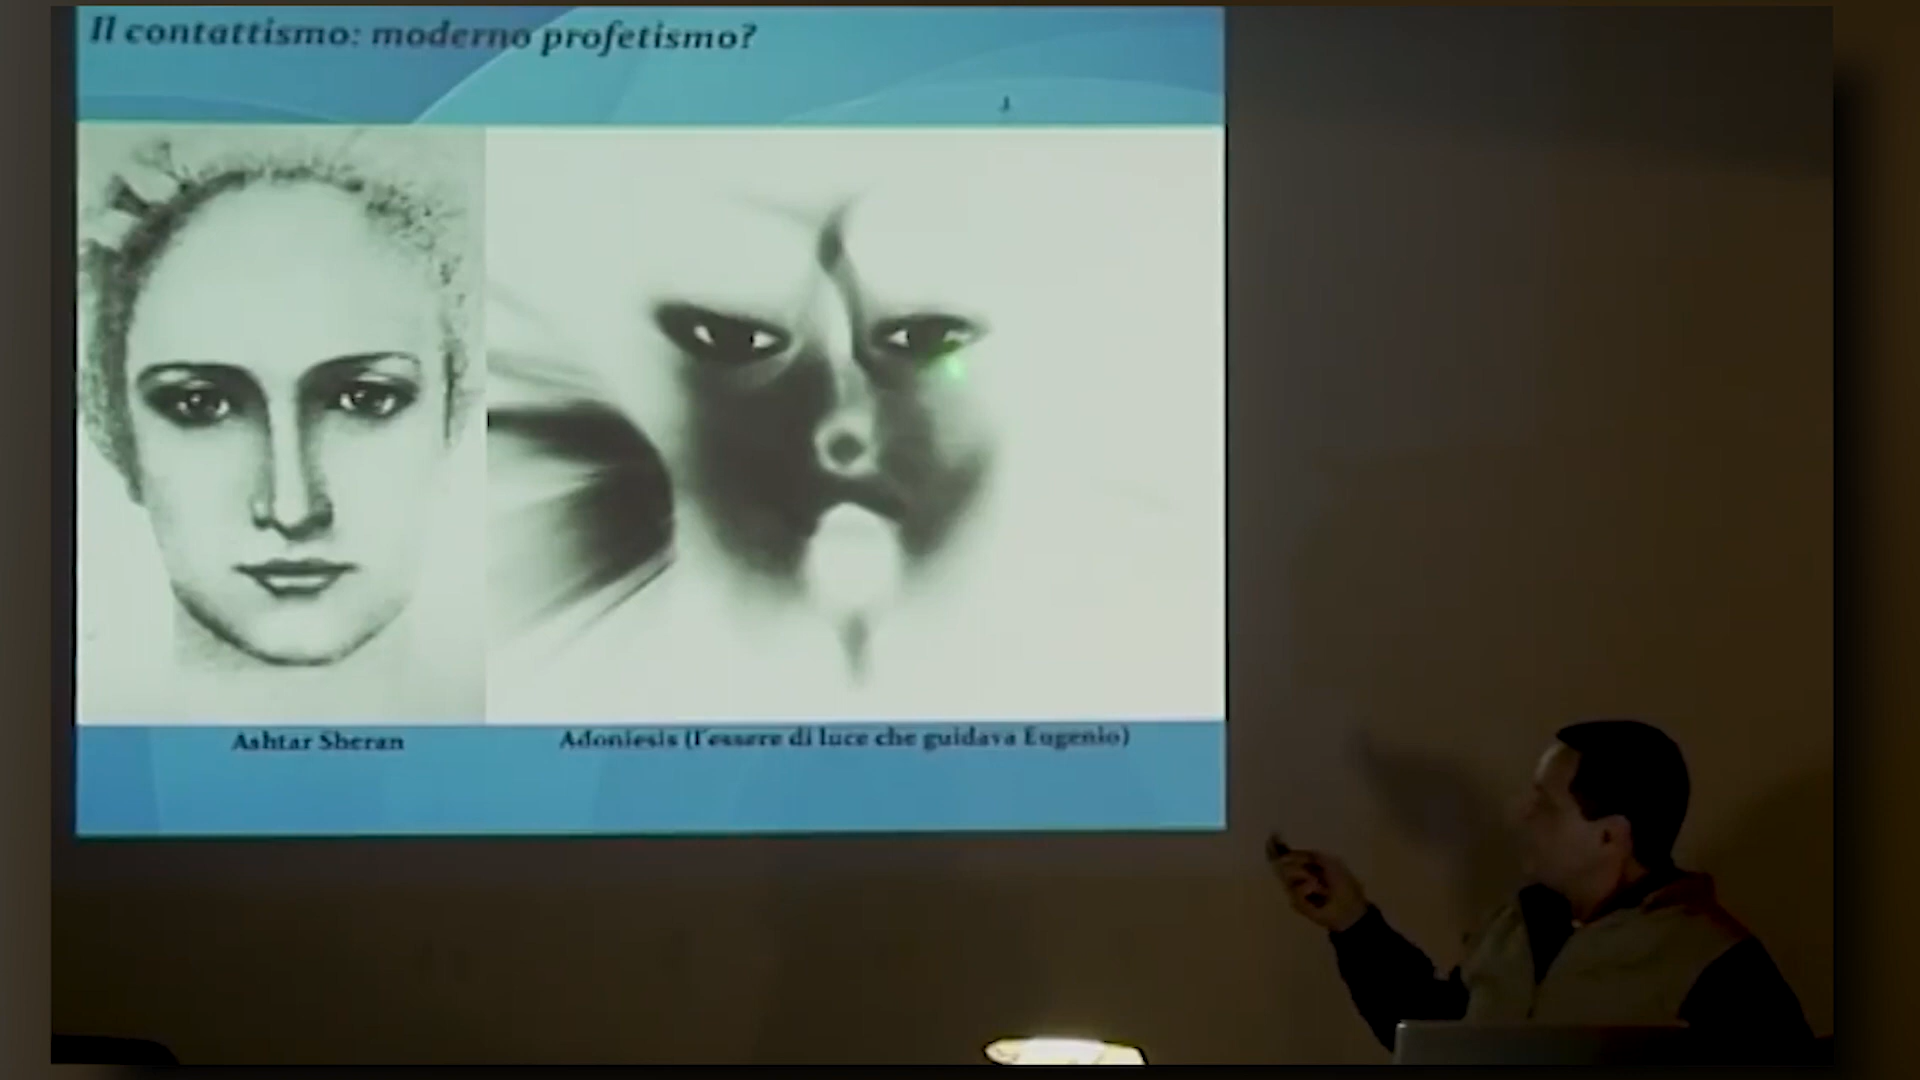 Il contattismo: moderno profetismo?
Ashtar Sheran
Adoniesis (l'essere di luce che guidava Eugenio)